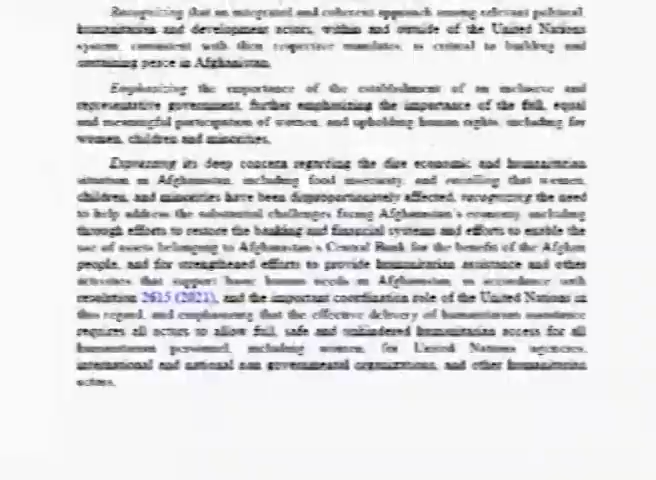 Recognizing that an integrated and coherent approach among relevant political,
humanitarian and development actors, within and outside of the United Nations
system, consistent with their respective mandates, is critical to building and
sustaining peace in Afghanistan,
Emphasizing the importance of the establishment of an inclusive and
representative government, further emphasizing the importance of the full, equal
and meaningful participation of women, and upholding human rights, including for
women, children and minorities,
Expressing its deep concern regarding the dire economic and humanitarian
situation in Afghanistan, including food insecurity, and recalling that women,
children, and minorities have been disproportionately affected, recognizing the need
to help address the substantial challenges facing Afghanistan's economy, including
through efforts to restore the banking and financial systems and efforts to enable the
use of assets belonging to Afghanistan's Central Bank for the benefit of the Afghan
people, and for strengthened efforts to provide humanitarian assistance and other
activities that support basic human needs in Afghanistan, in accordance with
resolution 2615 (2021), and the important coordination role of the United Nations in
this regard, and emphasizing that the effective delivery of humanitarian assistance
requires all actors to allow full, safe and unhindered humanitarian access for all
humanitarian personnel, including women, for United Nations agencies,
international and national non governmental organizations, and other humanitarian
actors,